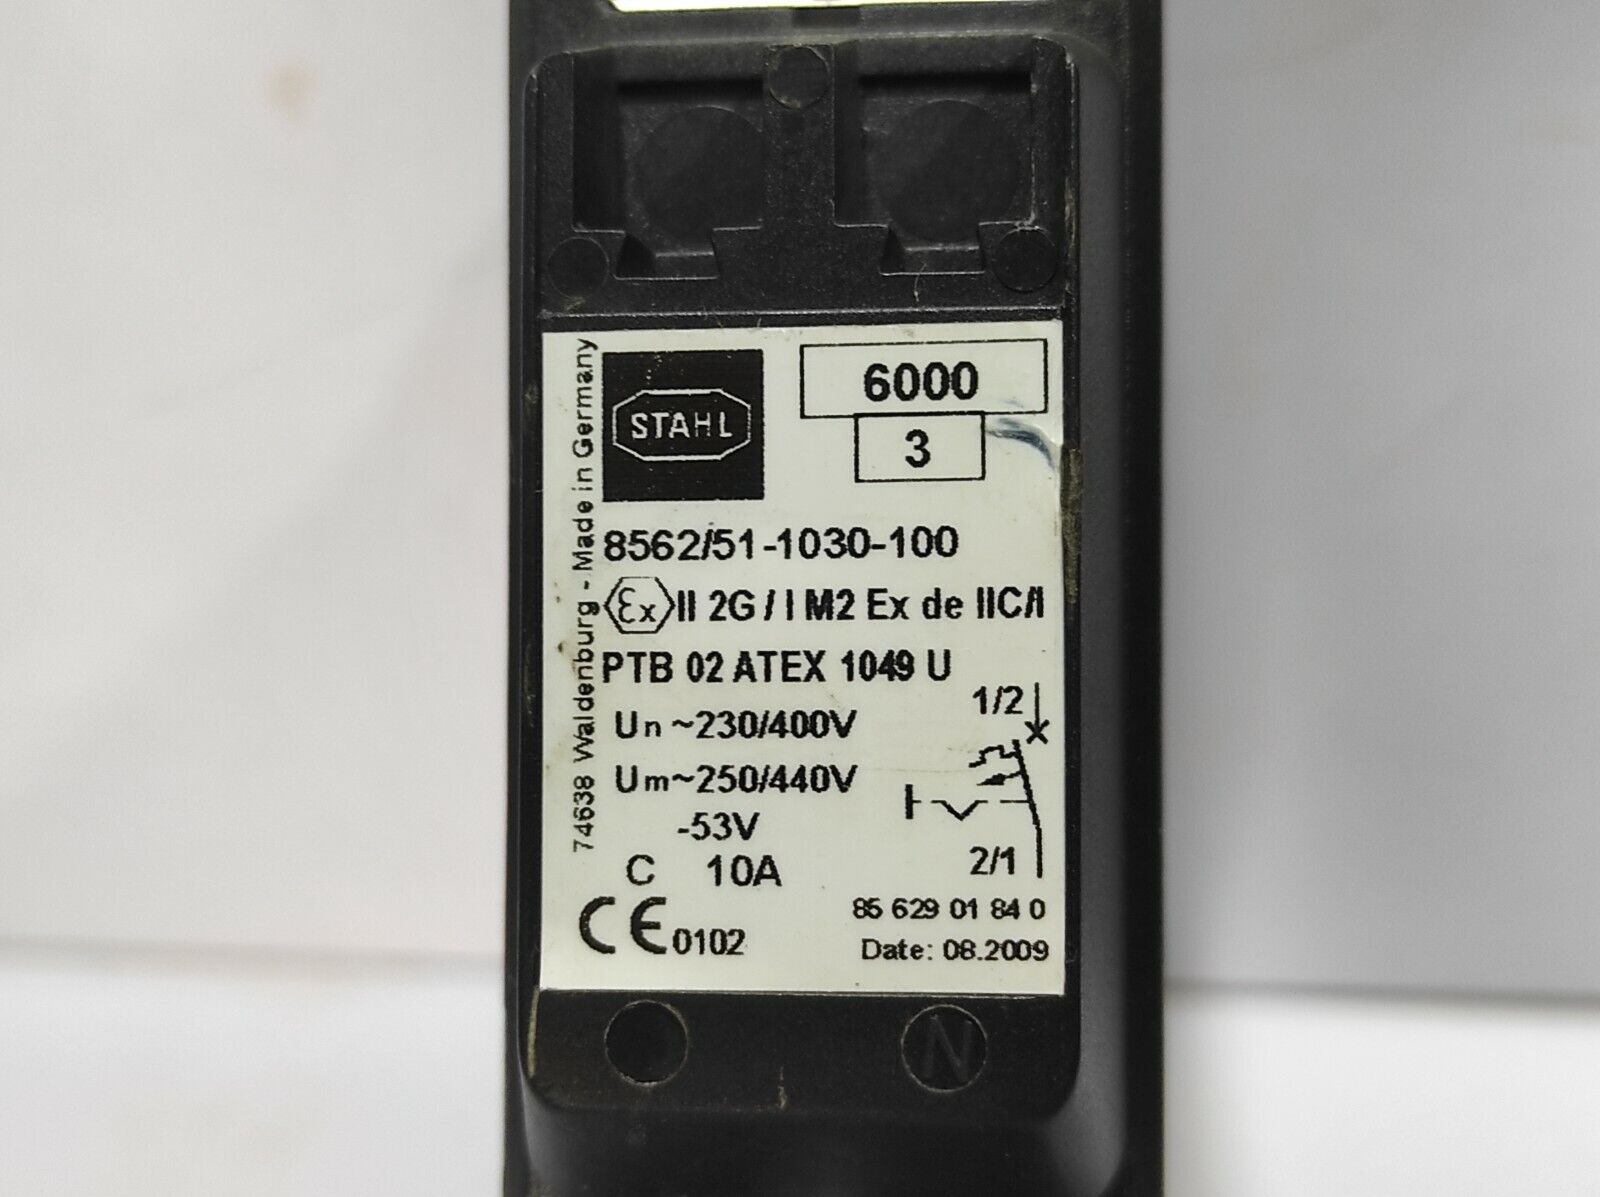 74638 Waldenburg - Made in Germany
STAHL
6000
3
8562/51-1030-100
Ex II 2G / I M2 Ex de IIC/I
PTB 02 ATEX 1049 U
Un ~230/400V
1/2
Um~250/440V
-53V
C 10A
2/1
CE 0102
85 629 01 84 0
Date: 08.2009
N